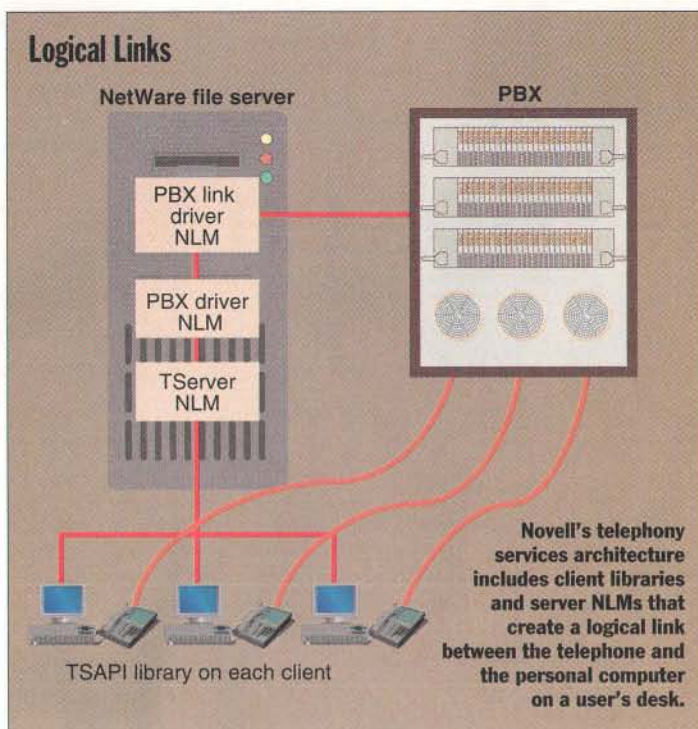 Logical Links
NetWare file server
PBX
PBX link
driver
NLM
PBX driver
NLM
TServer
NLM
TSAPI library on each client
Novell's telephony
services architecture
includes client libraries
and server NLMs that
create a logical link
between the telephone and
the personal computer
on a user's desk.